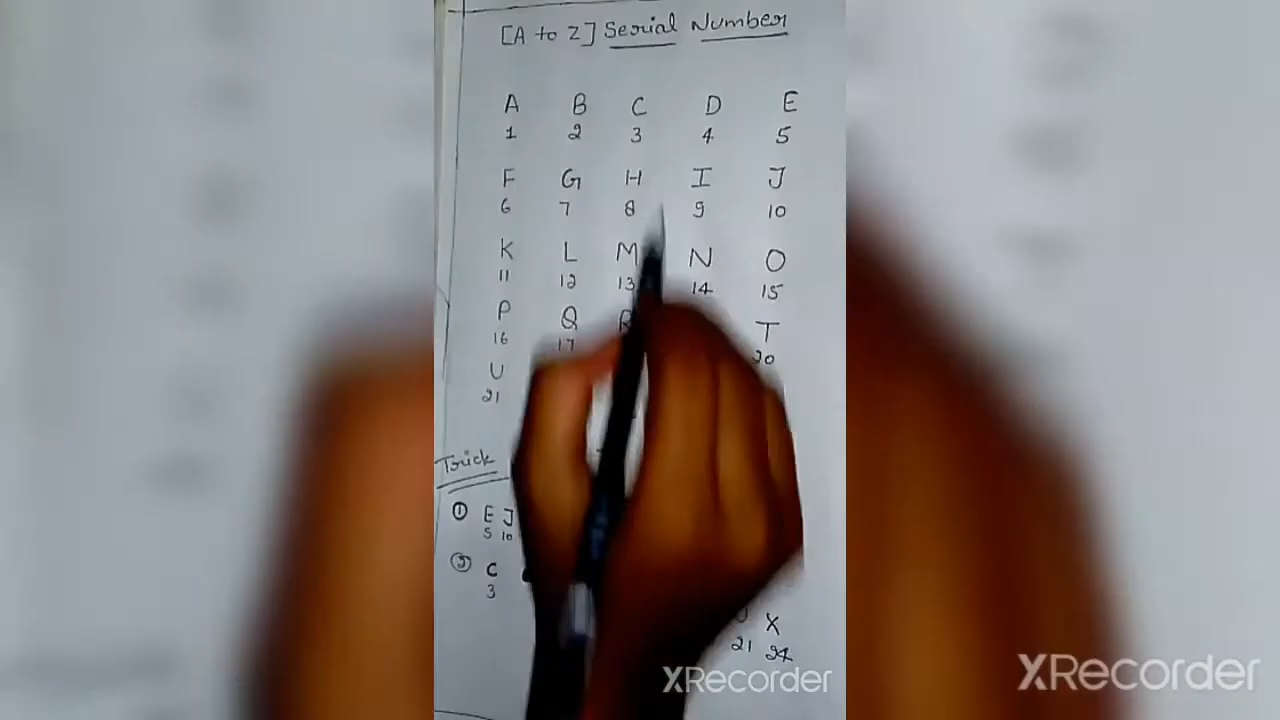 [A to Z] Serial Number
A B C D E
1 2 3 4 5
F G H I J
6 7 8 9 10
K L M N O
11 12 13 14 15
P Q R T
16 17 20
U
21
Trick
① E J
5 10
② C
3
X
21 24
XRecorder
XRecorder